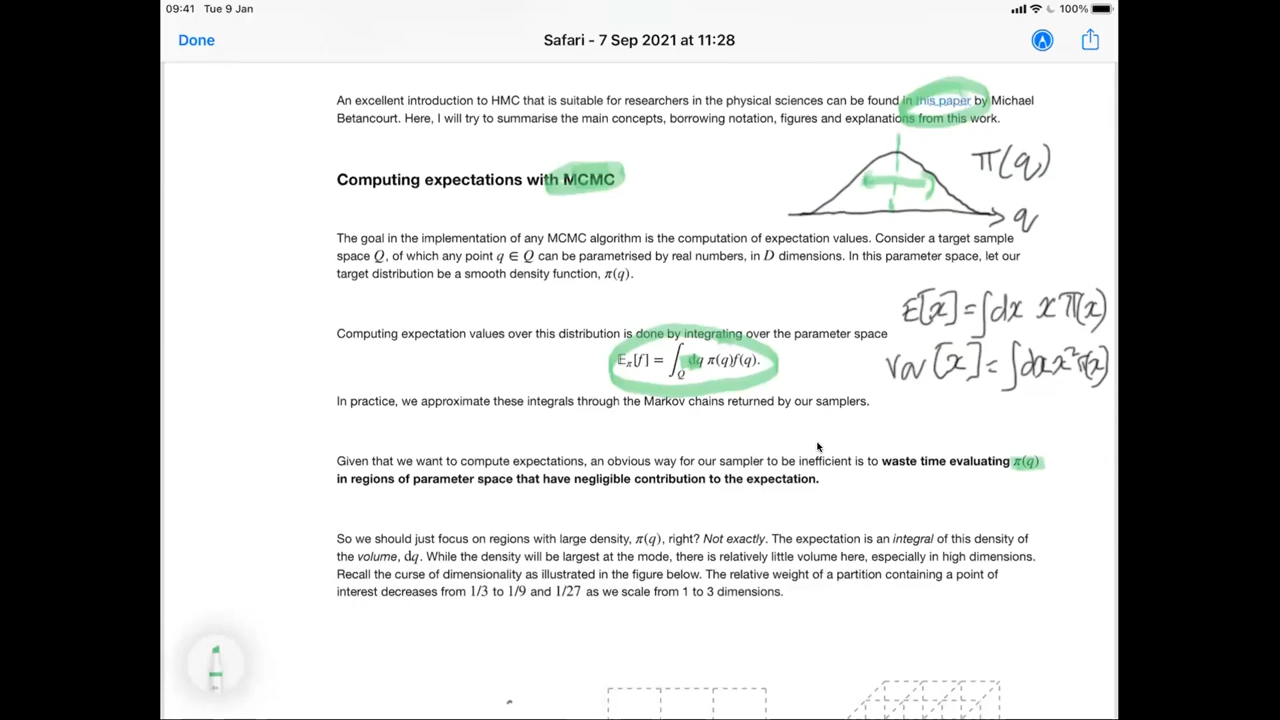 09:41 Tue 9 Jan 100%
Done Safari - 7 Sep 2021 at 11:28
An excellent introduction to HMC that is suitable for researchers in the physical sciences can be found in this paper by Michael
Betancourt. Here, I will try to summarise the main concepts, borrowing notation, figures and explanations from this work.
π(q)
Computing expectations with MCMC
q
The goal in the implementation of any MCMC algorithm is the computation of expectation values. Consider a target sample
space Q, of which any point q ∈ Q can be parametrised by real numbers, in D dimensions. In this parameter space, let our
target distribution be a smooth density function, π(q).
E[x] = ∫dx x π(x)
Computing expectation values over this distribution is done by integrating over the parameter space
𝔼π[f] = ∫Q dq π(q)f(q).
Var[x] = ∫dx x² π(x)
In practice, we approximate these integrals through the Markov chains returned by our samplers.
Given that we want to compute expectations, an obvious way for our sampler to be inefficient is to waste time evaluating π(q)
in regions of parameter space that have negligible contribution to the expectation.
So we should just focus on regions with large density, π(q), right? Not exactly. The expectation is an integral of this density of
the volume, dq. While the density will be largest at the mode, there is relatively little volume here, especially in high dimensions.
Recall the curse of dimensionality as illustrated in the figure below. The relative weight of a partition containing a point of
interest decreases from 1/3 to 1/9 and 1/27 as we scale from 1 to 3 dimensions.